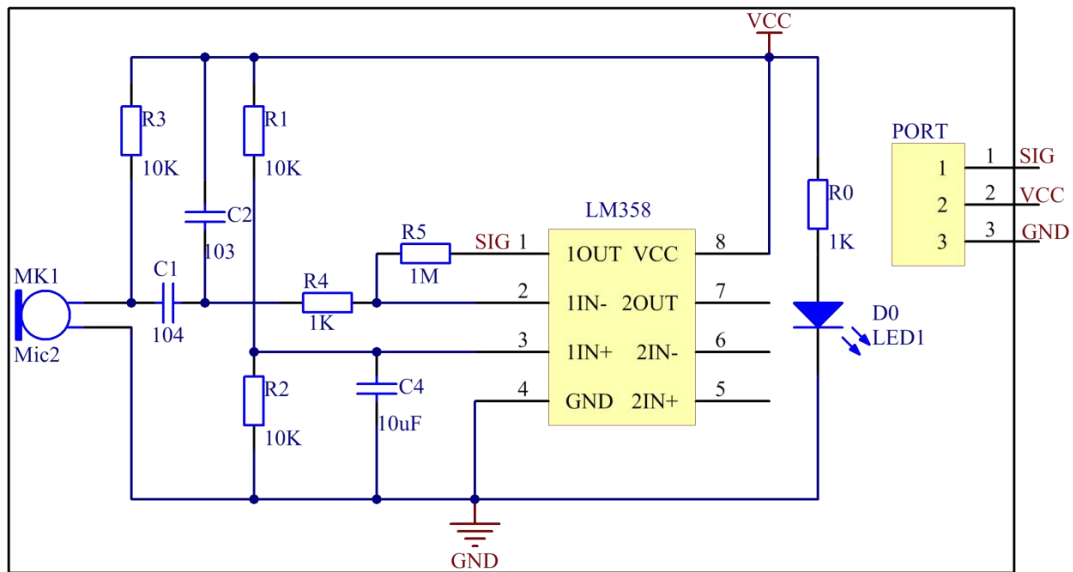 VCC
R3
10K
R1
10K
C2
103
R5
1M
SIG
1
LM358
1OUT VCC
8
R0
1K
PORT
1
2
3
1
SIG
2
VCC
3
GND
MK1
Mic2
C1
104
R4
1K
2
1IN- 2OUT
7
D0
LED1
3
1IN+ 2IN-
6
R2
10K
C4
10uF
4
GND 2IN+
5
GND